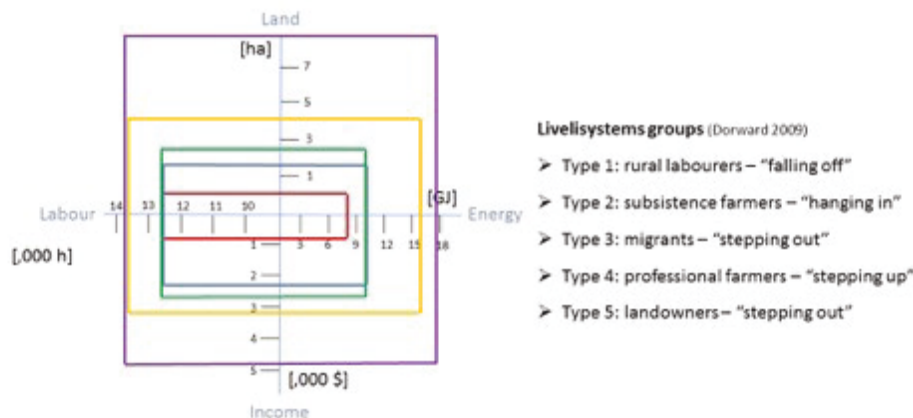 Land
[ha]
7
5
3
1
[GJ]
Labour
14 13 12 11 10
Energy
3 6 9 12 15 18
[,000 h]
1
2
3
4
5
[,000 $]
Income
Livelisystems groups (Dorward 2009)
➢ Type 1: rural labourers – “falling off”
➢ Type 2: subsistence farmers – “hanging in”
➢ Type 3: migrants – “stepping out”
➢ Type 4: professional farmers – “stepping up”
➢ Type 5: landowners – “stepping out”